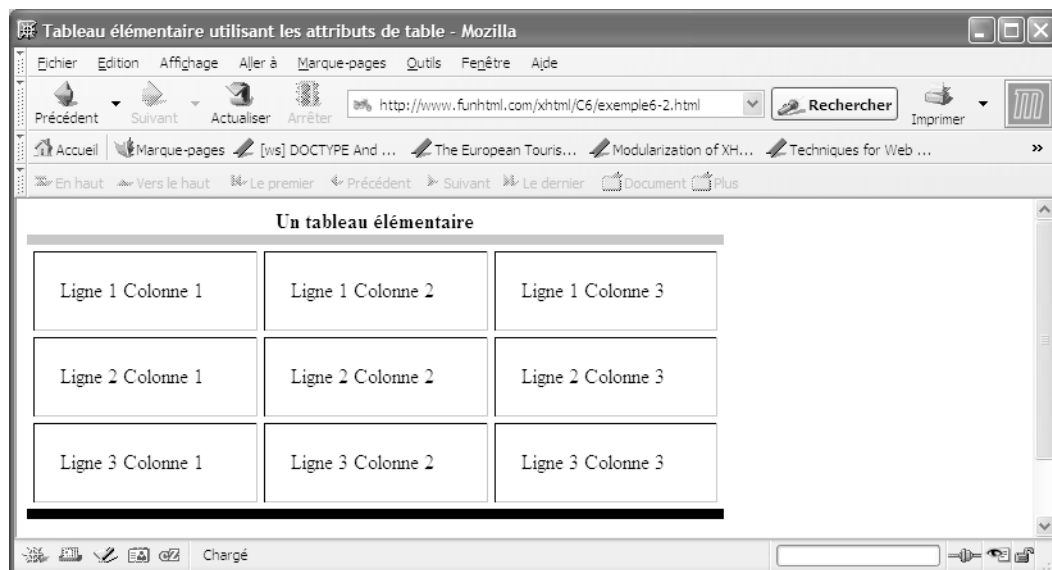 Tableau élémentaire utilisant les attributs de table - Mozilla
Fichier Edition Affichage Aller à Marque-pages Outils Fenêtre Aide
Précédent Suivant Actualiser Arrêter http://www.funhtml.com/xhtml/C6/exemple6-2.html Rechercher Imprimer
Accueil Marque-pages [ws] DOCTYPE And ... The European Touris... Modularization of XH... Techniques for Web ... »
En haut Vers le haut Le premier Précédent Suivant Le dernier Document Plus
Un tableau élémentaire
Ligne 1 Colonne 1 Ligne 1 Colonne 2 Ligne 1 Colonne 3
Ligne 2 Colonne 1 Ligne 2 Colonne 2 Ligne 2 Colonne 3
Ligne 3 Colonne 1 Ligne 3 Colonne 2 Ligne 3 Colonne 3
Chargé